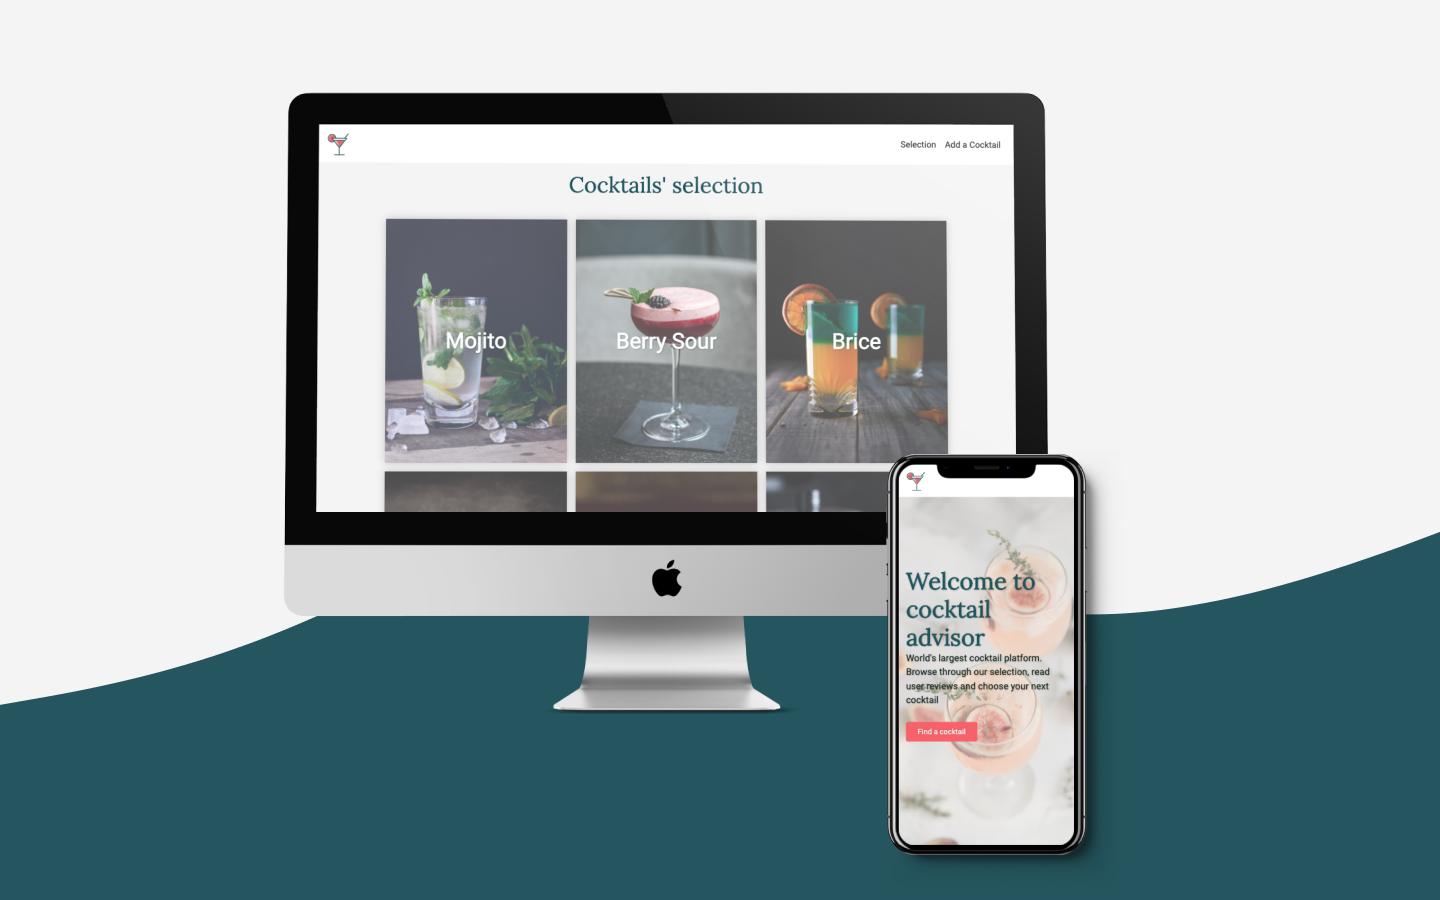 Selection Add a Cocktail
Cocktails' selection
Mojito
Berry Sour
Brice
Welcome to
cocktail
advisor
World's largest cocktail platform.
Browse through our selection, read
user reviews and choose your next
cocktail
Find a cocktail